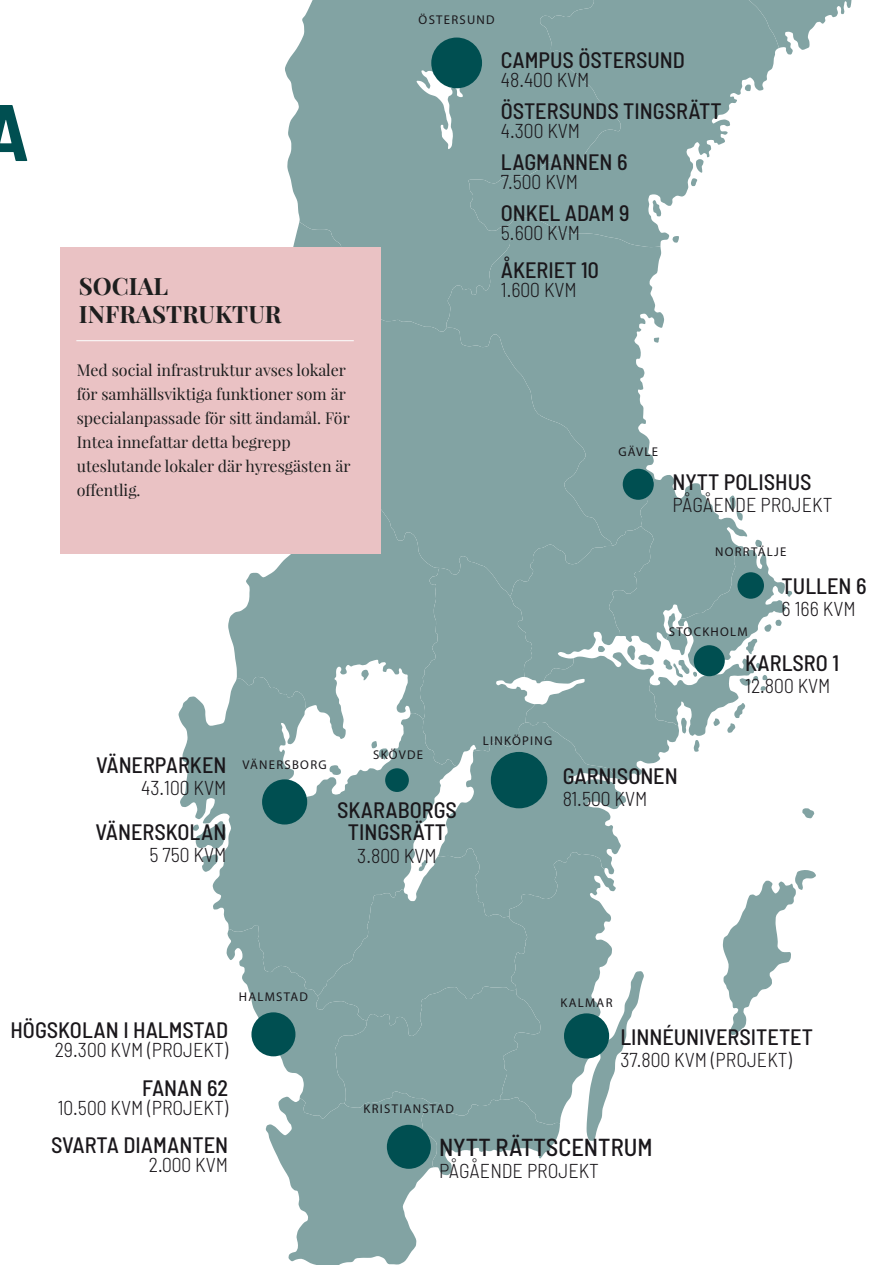 A
ÖSTERSUND
CAMPUS ÖSTERSUND
48.400 KVM
ÖSTERSUNDS TINGSRÄTT
4.300 KVM
LAGMANNEN 6
7.500 KVM
ONKEL ADAM 9
5.600 KVM
ÅKERIET 10
1.600 KVM
SOCIAL
INFRASTRUKTUR
Med social infrastruktur avses lokaler
för samhällsviktiga funktioner som är
specialanpassade för sitt ändamål. För
Intea innefattar detta begrepp
uteslutande lokaler där hyresgästen är
offentlig.
GÄVLE
NYTT POLISHUS
PÅGÅENDE PROJEKT
NORRTÄLJE
TULLEN 6
6 166 KVM
STOCKHOLM
KARLSRO 1
12.800 KVM
LINKÖPING
GARNISONEN
81.500 KVM
SKÖVDE
SKARABORGS
TINGSRÄTT
3.800 KVM
VÄNERSBORG
VÄNERPARKEN
43.100 KVM
VÄNERSKOLAN
5 750 KVM
HALMSTAD
HÖGSKOLAN I HALMSTAD
29.300 KVM (PROJEKT)
FANAN 62
10.500 KVM (PROJEKT)
SVARTA DIAMANTEN
2.000 KVM
KALMAR
LINNÉUNIVERSITETET
37.800 KVM (PROJEKT)
KRISTIANSTAD
NYTT RÄTTSCENTRUM
PÅGÅENDE PROJEKT